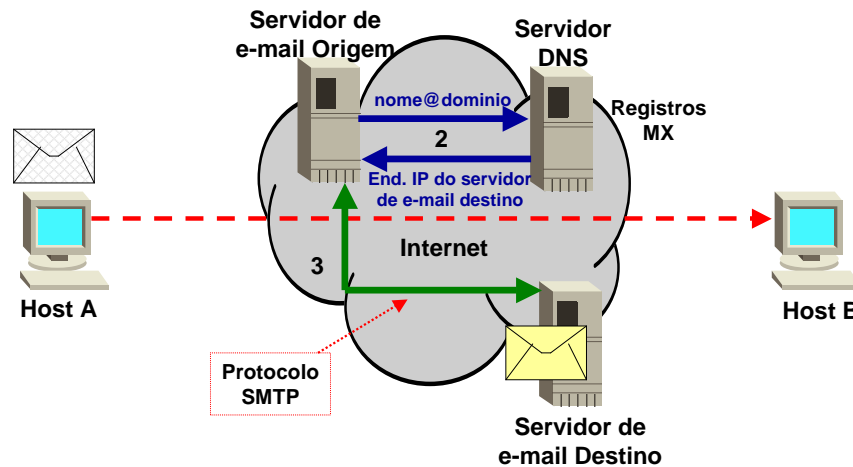 Servidor de
e-mail Origem
Servidor
DNS
nome@dominio
Registros
MX
2
End. IP do servidor
de e-mail destino
Internet
3
Host A
Host B
Protocolo
SMTP
Servidor de
e-mail Destino